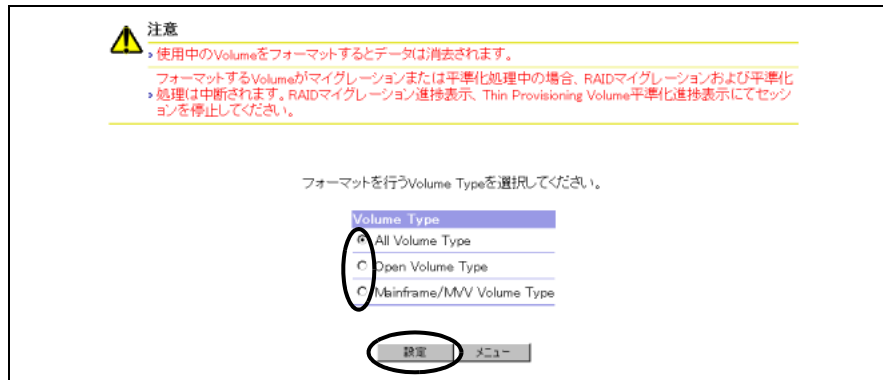 注意
使用中のVolumeをフォーマットするとデータは消去されます。
フォーマットするVolumeがマイグレーションまたは平準化処理中の場合、RAIDマイグレーションおよび平準化
処理は中断されます。RAIDマイグレーション進捗表示、Thin Provisioning Volume平準化進捗表示にてセッシ
ョンを停止してください。
フォーマットを行うVolume Typeを選択してください。
Volume Type
All Volume Type
Open Volume Type
Mainframe/MVV Volume Type
設定 メニュー